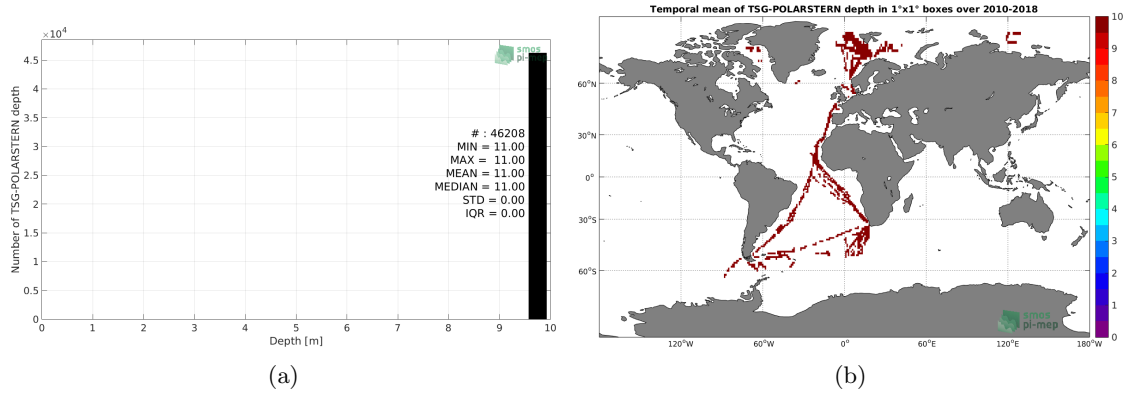 ×10⁴
4.5
4
3.5
3
2.5
2
1.5
1
0.5
0
Number of TSG-POLARSTERN depth
smos
pi-mep
# : 46208
MIN = 11.00
MAX = 11.00
MEAN = 11.00
MEDIAN = 11.00
STD = 0.00
IQR = 0.00
0 1 2 3 4 5 6 7 8 9 10
Depth [m]
(a)
Temporal mean of TSG-POLARSTERN depth in 1°x1° boxes over 2010-2018
60°N
30°N
0°
30°S
60°S
120°W 60°W 0° 60°E 120°E 180°W
smos
pi-mep
10
9
8
7
6
5
4
3
2
1
0
(b)